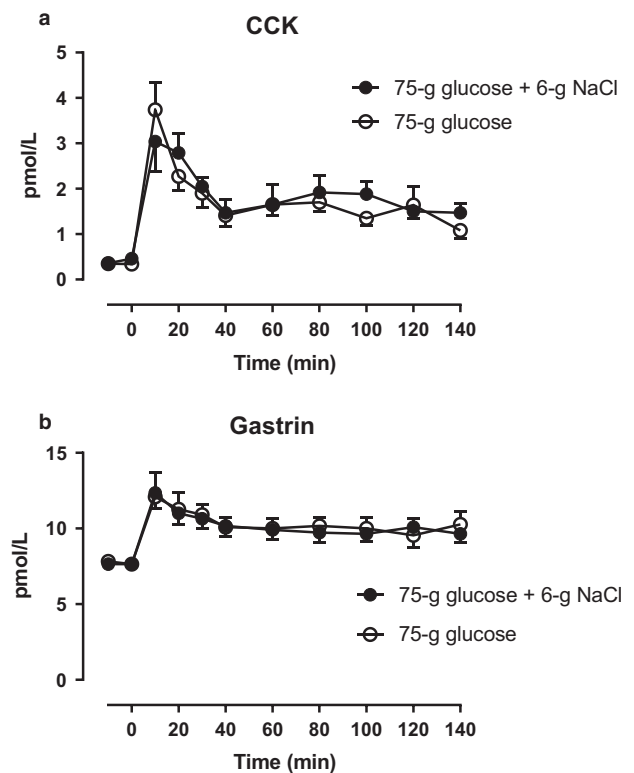 a
CCK
5
4
3
2
1
0
pmol/L
75-g glucose + 6-g NaCl
75-g glucose
0 20 40 60 80 100 120 140
Time (min)
b
Gastrin
15
10
5
0
pmol/L
75-g glucose + 6-g NaCl
75-g glucose
0 20 40 60 80 100 120 140
Time (min)